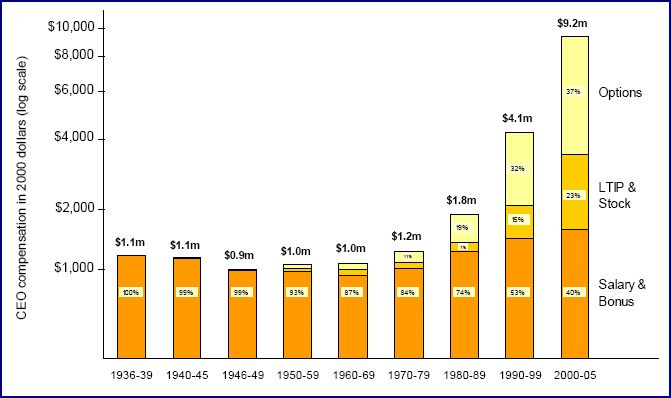 CEO compensation in 2000 dollars (log scale)
$10,000
$8,000
$6,000
$4,000
$2,000
$1,000
$1.1m
$1.1m
$0.9m
$1.0m
$1.0m
$1.2m
$1.8m
$4.1m
$9.2m
11%
19%
32%
37%
7%
15%
23%
100%
99%
99%
93%
87%
84%
74%
53%
40%
Options
LTIP &
Stock
Salary &
Bonus
1936-39
1940-45
1946-49
1950-59
1960-69
1970-79
1980-89
1990-99
2000-05